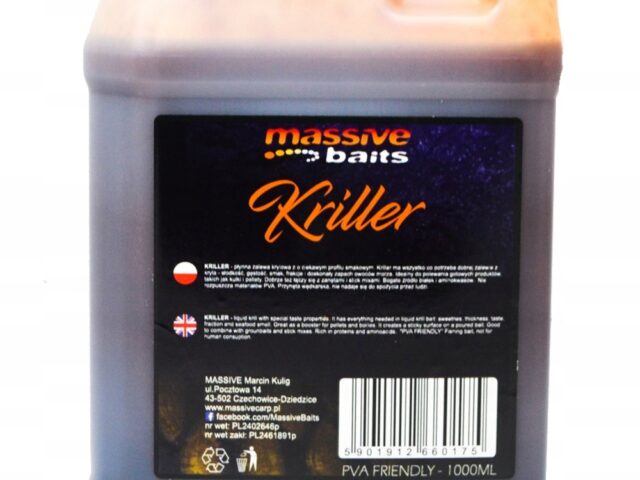 massive
baits
Kriller
KRILLER - płynna zalewa krylowa z o ciekawym profilu smakowym. Kriller ma wszystko co potrzeba dobrej zalewie z
kryla - słodkość, gęstość, smak, frakcje - doskonały zapach owoców morza. Idealny do polewania gotowych produktów
takich jak kulki i pellety. Dobrze też łączy się z zanętami i stick mixami. Bogate źródło białek i aminokwasów. Nie
rozpuszcza materiałów PVA. Przynęta wędkarska, nie nadaje się do spożycia przez ludzi.
KRILLER - liquid krill with special taste properties. It has everything needed in liquid krill bait: sweetnes, thickness, taste,
fraction and seafood smell. Great as a booster for pellets and boilies. It creates a sticky surface on a poured bait. Good
to combine with grounbaits and stick mixes. Rich in proteins and aminoacids. "PVA FRIENDLY" Fishing bait, not for
human consuption.
MASSIVE Marcin Kulig
ul.Pocztowa 14
43-502 Czechowice-Dziedzice
www.massivecarp.pl
facebook.com/MassiveBaits
nr wet: PL2402646p
nr wet zakł: PL2461891p
5 901912 660175
PVA FRIENDLY - 1000ML